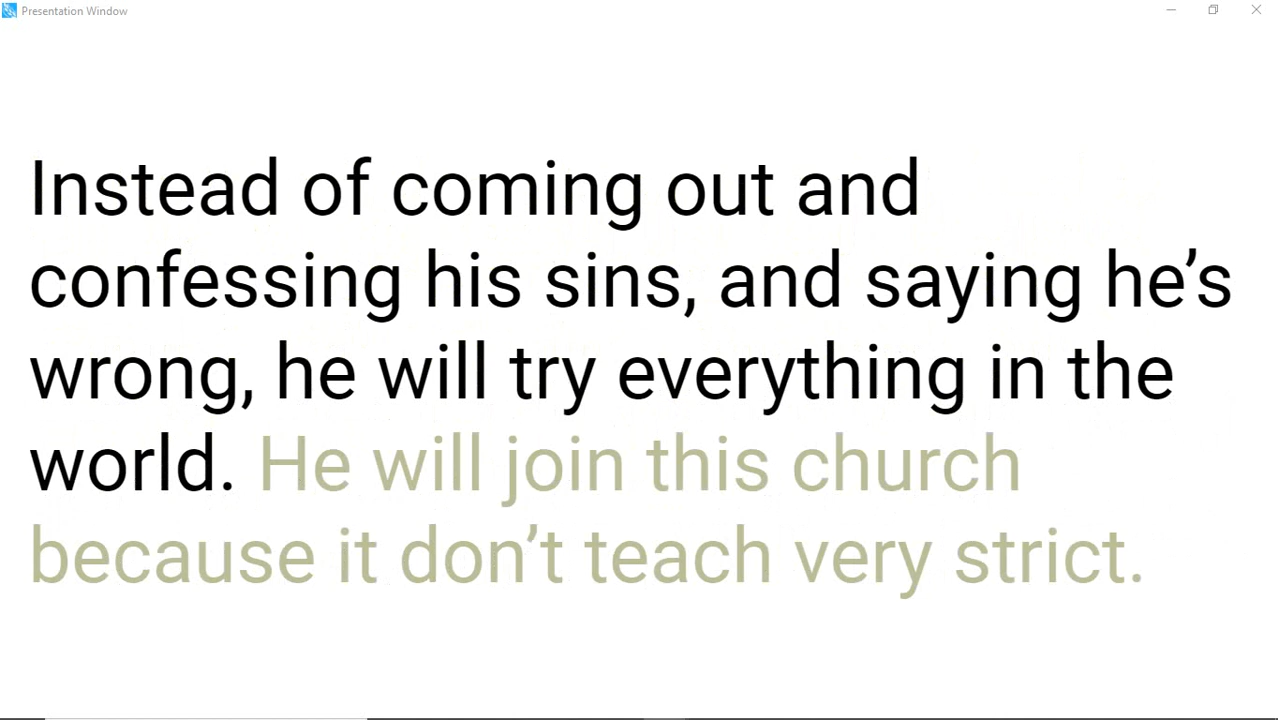 Presentation Window
Instead of coming out and
confessing his sins, and saying he’s
wrong, he will try everything in the
world. He will join this church
because it don’t teach very strict.